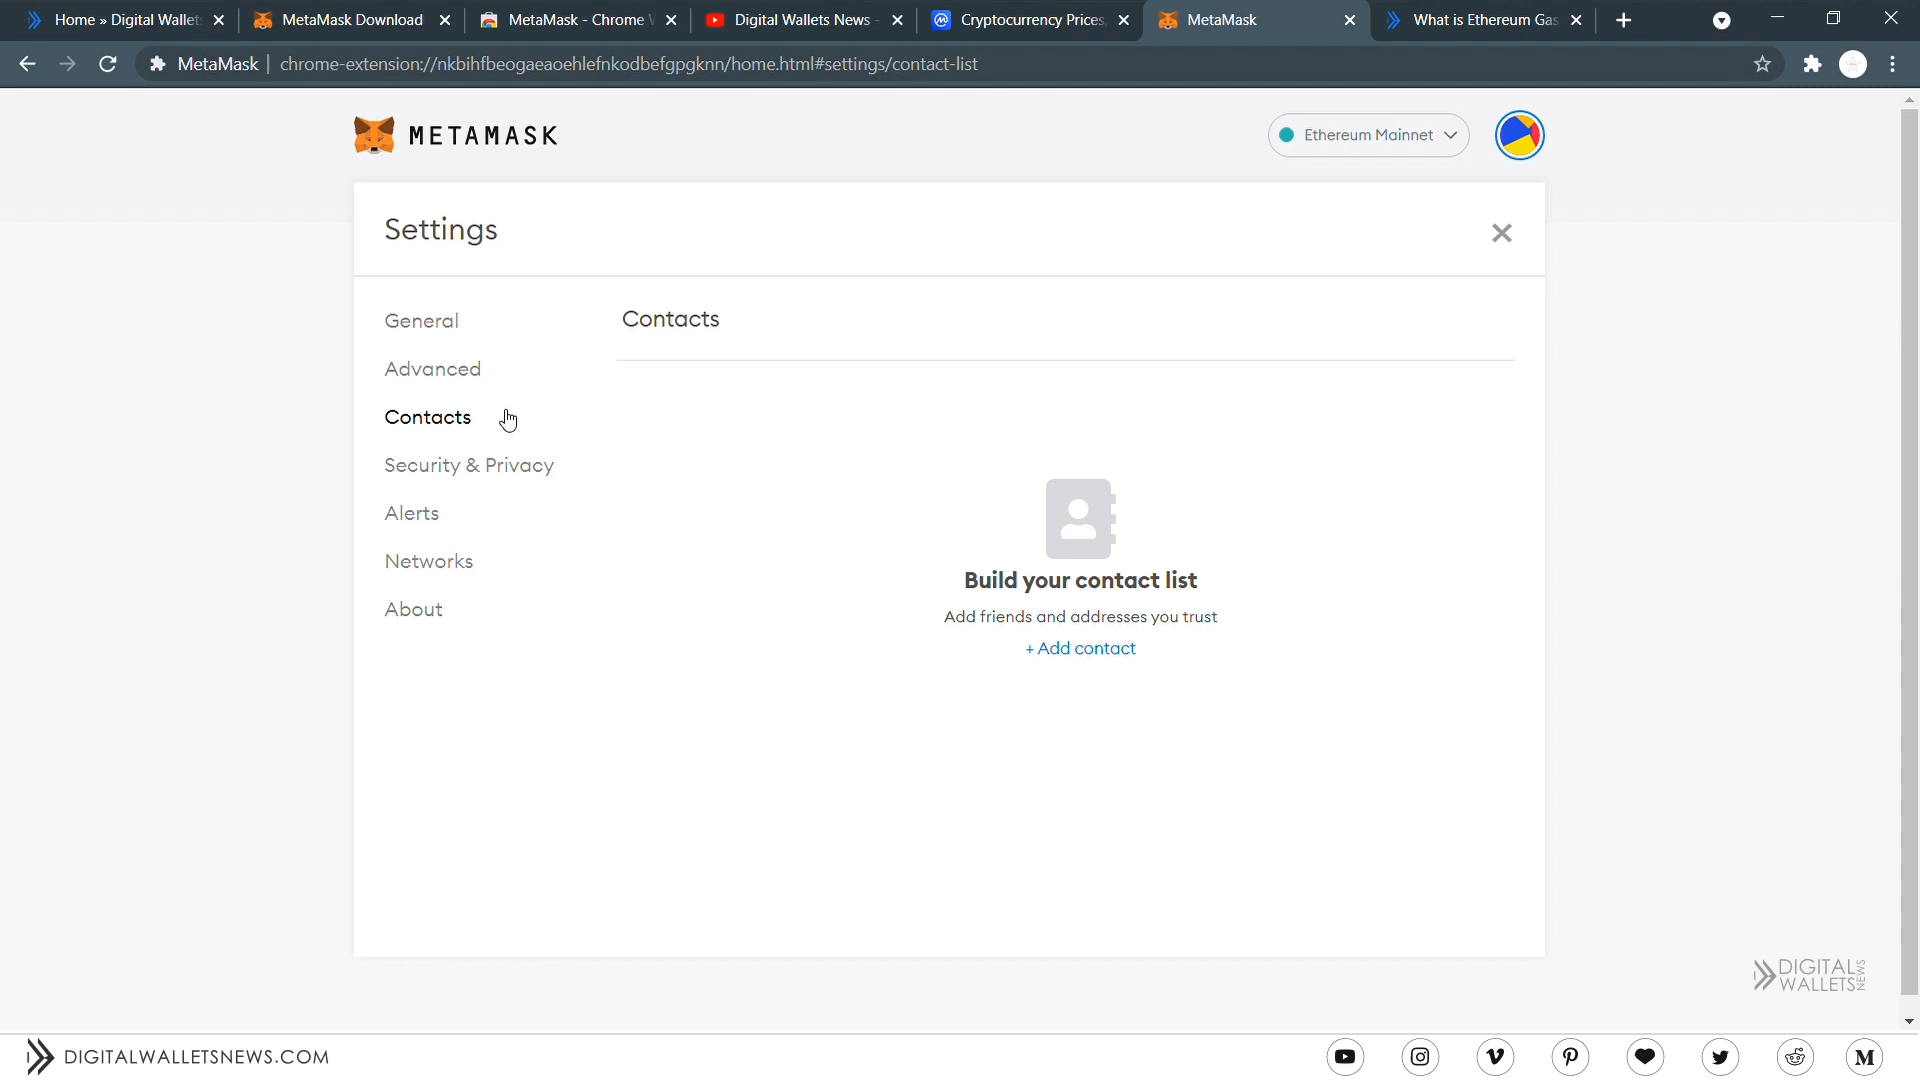 Home » Digital Wallet
MetaMask Download
MetaMask - Chrome
Digital Wallets News -
Cryptocurrency Prices,
MetaMask
What is Ethereum Gas
MetaMask
chrome-extension://nkbihfbeogaeaoehlefnkodbefgpgknn/home.html#settings/contact-list
METAMASK
Ethereum Mainnet
Settings
General
Advanced
Contacts
Security & Privacy
Alerts
Networks
About
Contacts
Build your contact list
Add friends and addresses you trust
+ Add contact
DIGITAL
WALLETS
NEWS
DIGITALWALLETSNEWS.COM